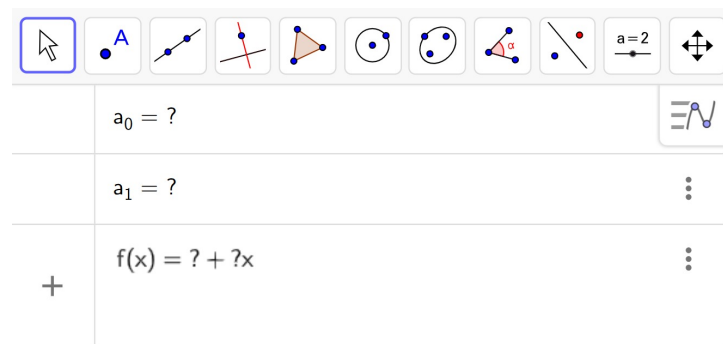 A
α
a=2
a₀ = ?
a₁ = ?
f(x) = ? + ?x